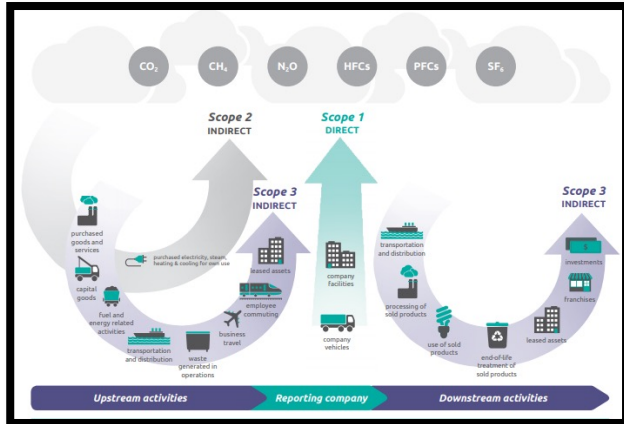 CO₂ CH₄ N₂O HFCs PFCs SF₆
Scope 2
INDIRECT
Scope 1
DIRECT
Scope 3
INDIRECT
Scope 3
INDIRECT
purchased
goods and
services
capital
goods
fuel and
energy related
activities
transportation
and distribution
waste
generated in
operations
business
travel
employee
commuting
leased assets
purchased electricity, steam,
heating & cooling for own use
company
facilities
company
vehicles
transportation
and distribution
processing of
sold products
use of sold
products
end-of-life
treatment of
sold products
leased assets
franchises
investments
$
Upstream activities
Reporting company
Downstream activities